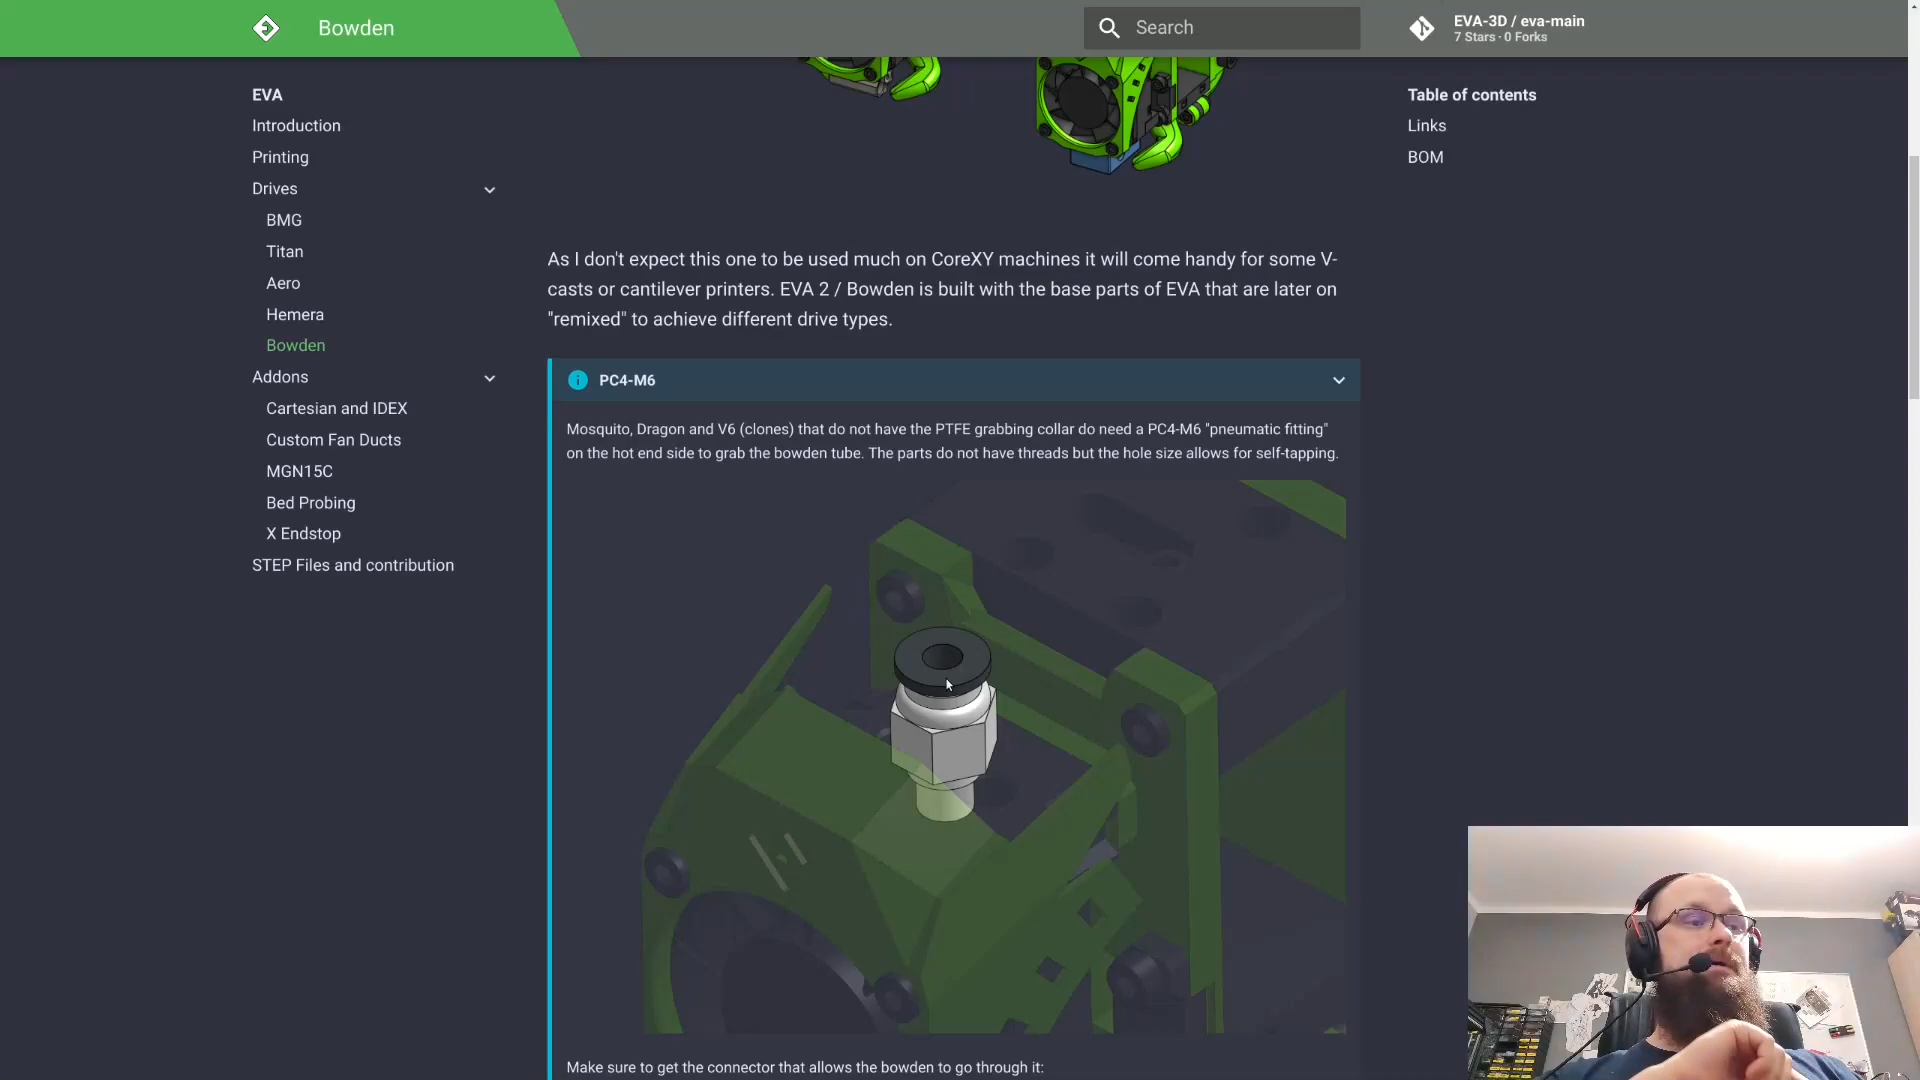 Bowden
Search
EVA-3D / eva-main
7 Stars · 0 Forks
EVA
Introduction
Printing
Drives
BMG
Titan
Aero
Hemera
Bowden
Addons
Cartesian and IDEX
Custom Fan Ducts
MGN15C
Bed Probing
X Endstop
STEP Files and contribution
As I don't expect this one to be used much on CoreXY machines it will come handy for some V-
casts or cantilever printers. EVA 2 / Bowden is built with the base parts of EVA that are later on
"remixed" to achieve different drive types.
PC4-M6
Mosquito, Dragon and V6 (clones) that do not have the PTFE grabbing collar do need a PC4-M6 "pneumatic fitting"
on the hot end side to grab the bowden tube. The parts do not have threads but the hole size allows for self-tapping.
Make sure to get the connector that allows the bowden to go through it:
Table of contents
Links
BOM